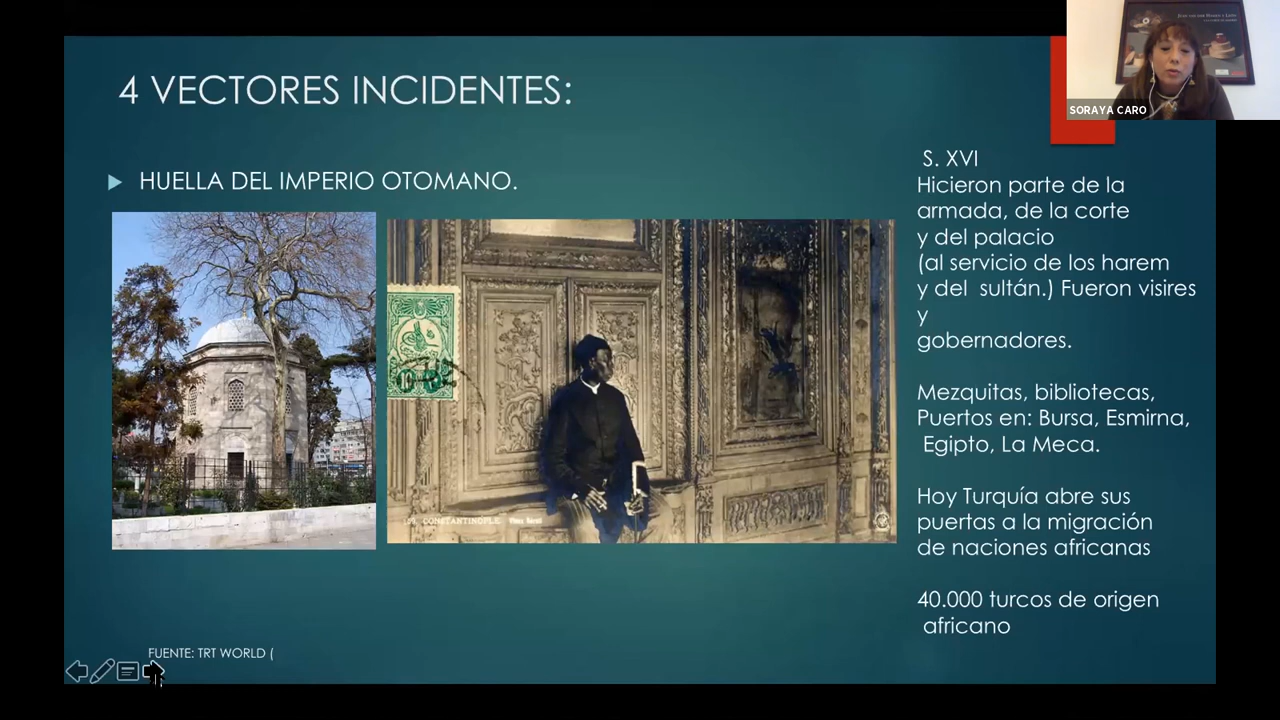 4 VECTORES INCIDENTES:
SORAYA CARO
HUELLA DEL IMPERIO OTOMANO.
S. XVI
Hicieron parte de la
armada, de la corte
y del palacio
(al servicio de los harem
y del sultán.) Fueron visires
y
gobernadores.
Mezquitas, bibliotecas,
Puertos en: Bursa, Esmirna,
Egipto, La Meca.
Hoy Turquía abre sus
puertas a la migración
de naciones africanas
40.000 turcos de origen
africano
10
CONSTANTINOPLE.
FUENTE: TRT WORLD (